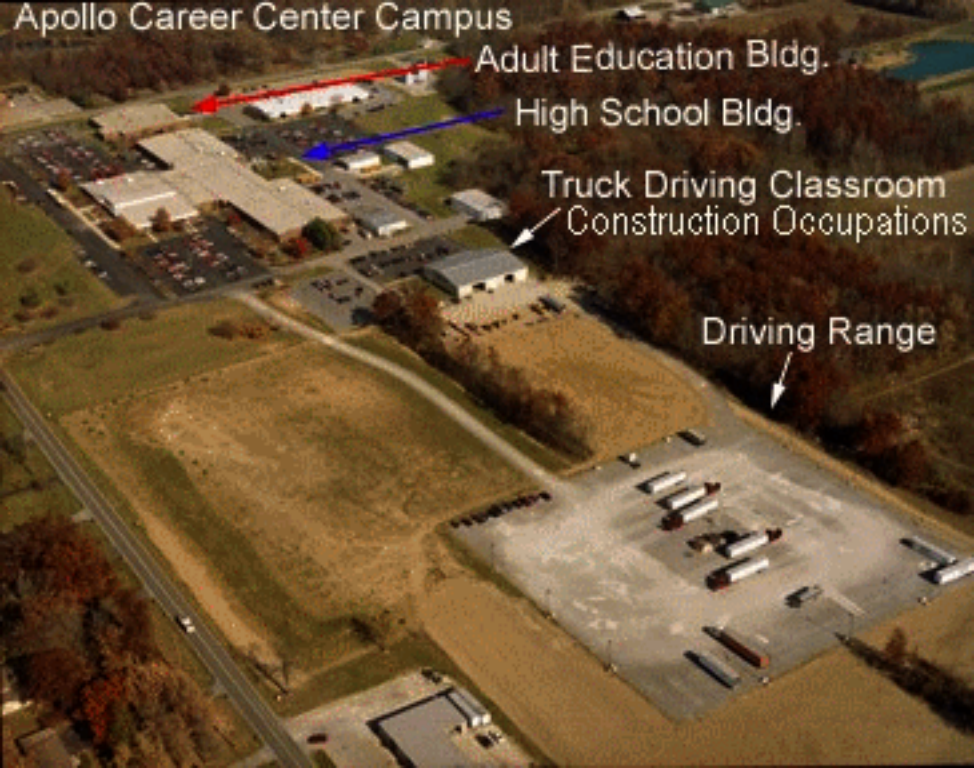 Apollo Career Center Campus
Adult Education Bldg.
High School Bldg.
Truck Driving Classroom
Construction Occupations
Driving Range